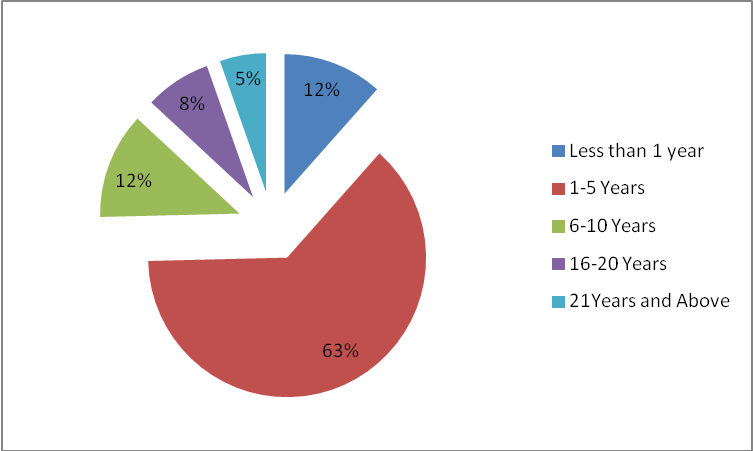 5%
12%
8%
12%
63%
Less than 1 year
1-5 Years
6-10 Years
16-20 Years
21Years and Above